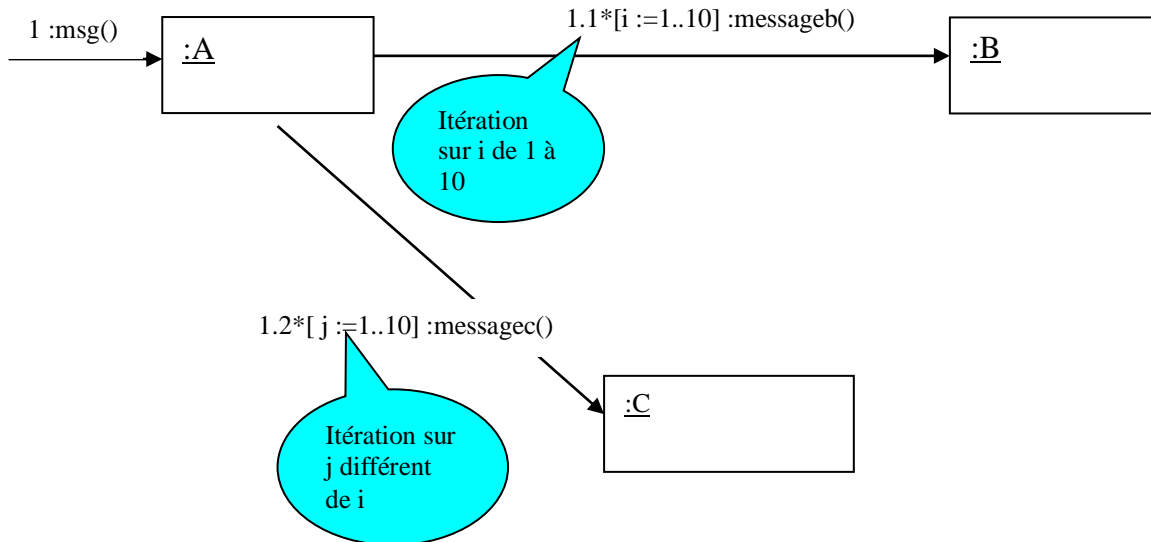 1 :msg()
:A
1.1*[i :=1..10] :messageb()
:B
Itération
sur i de 1 à
10
1.2*[ j :=1..10] :messagec()
:C
Itération sur
j différent
de i